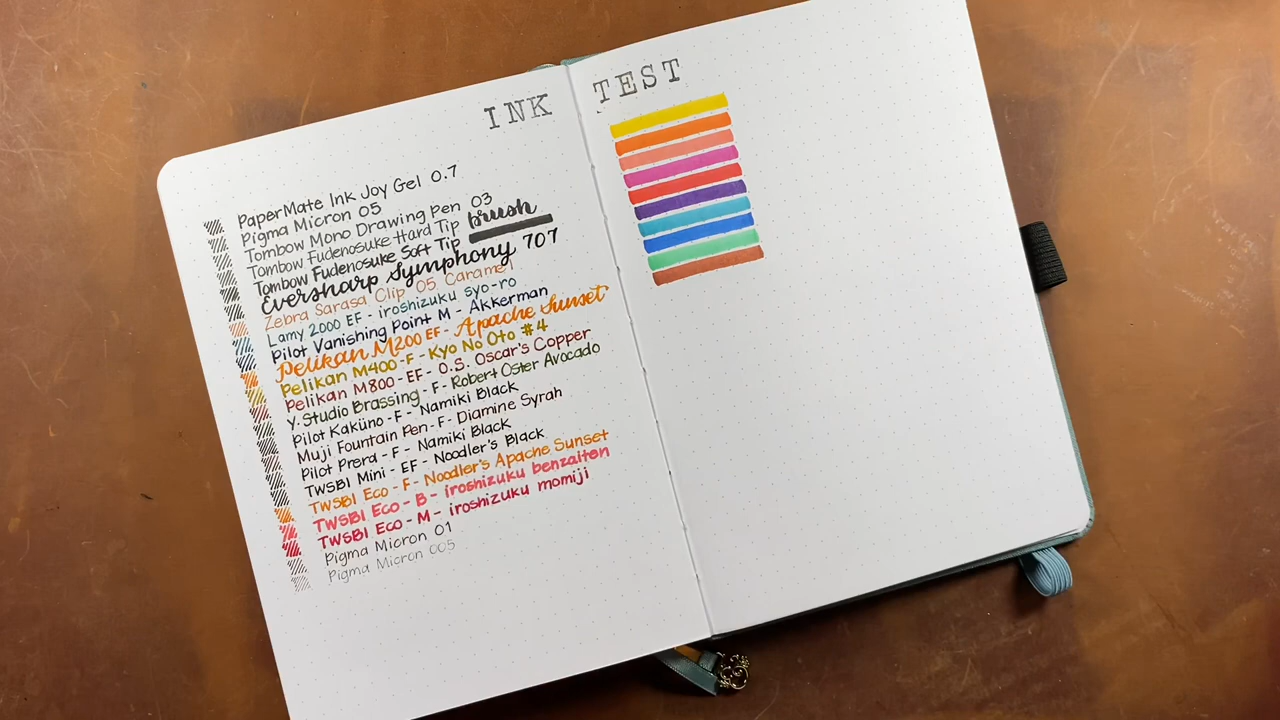 INK TEST
PaperMate Ink Joy Gel 0.7
Pigma Micron 05
Tombow Mono Drawing Pen 03
Tombow Fudenosuke Hard Tip brush
Tombow Fudenosuke Soft Tip
Eversharp Symphony 707
Zebra Sarasa Clip 05 Caramel
Lamy 2000 EF - iroshizuku syo-ro
Pilot Vanishing Point M - Akkerman
Pelikan M200 EF - Apache Sunset
Pelikan M400 - F - Kyo No Oto #4
Pelikan M800 - EF - O.S. Oscar's Copper
Y. Studio Brassing - F - Robert Oster Avocado
Pilot Kaküno - F - Namiki Black
Muji Fountain Pen - F - Diamine Syrah
Pilot Prera - F - Namiki Black
TWSBI Mini - EF - Noodler's Black
TWSBI Eco - F - Noodler's Apache Sunset
TWSBI Eco - B - iroshizuku benzaiten
TWSBI Eco - M - iroshizuku momiji
Pigma Micron 01
Pigma Micron 005